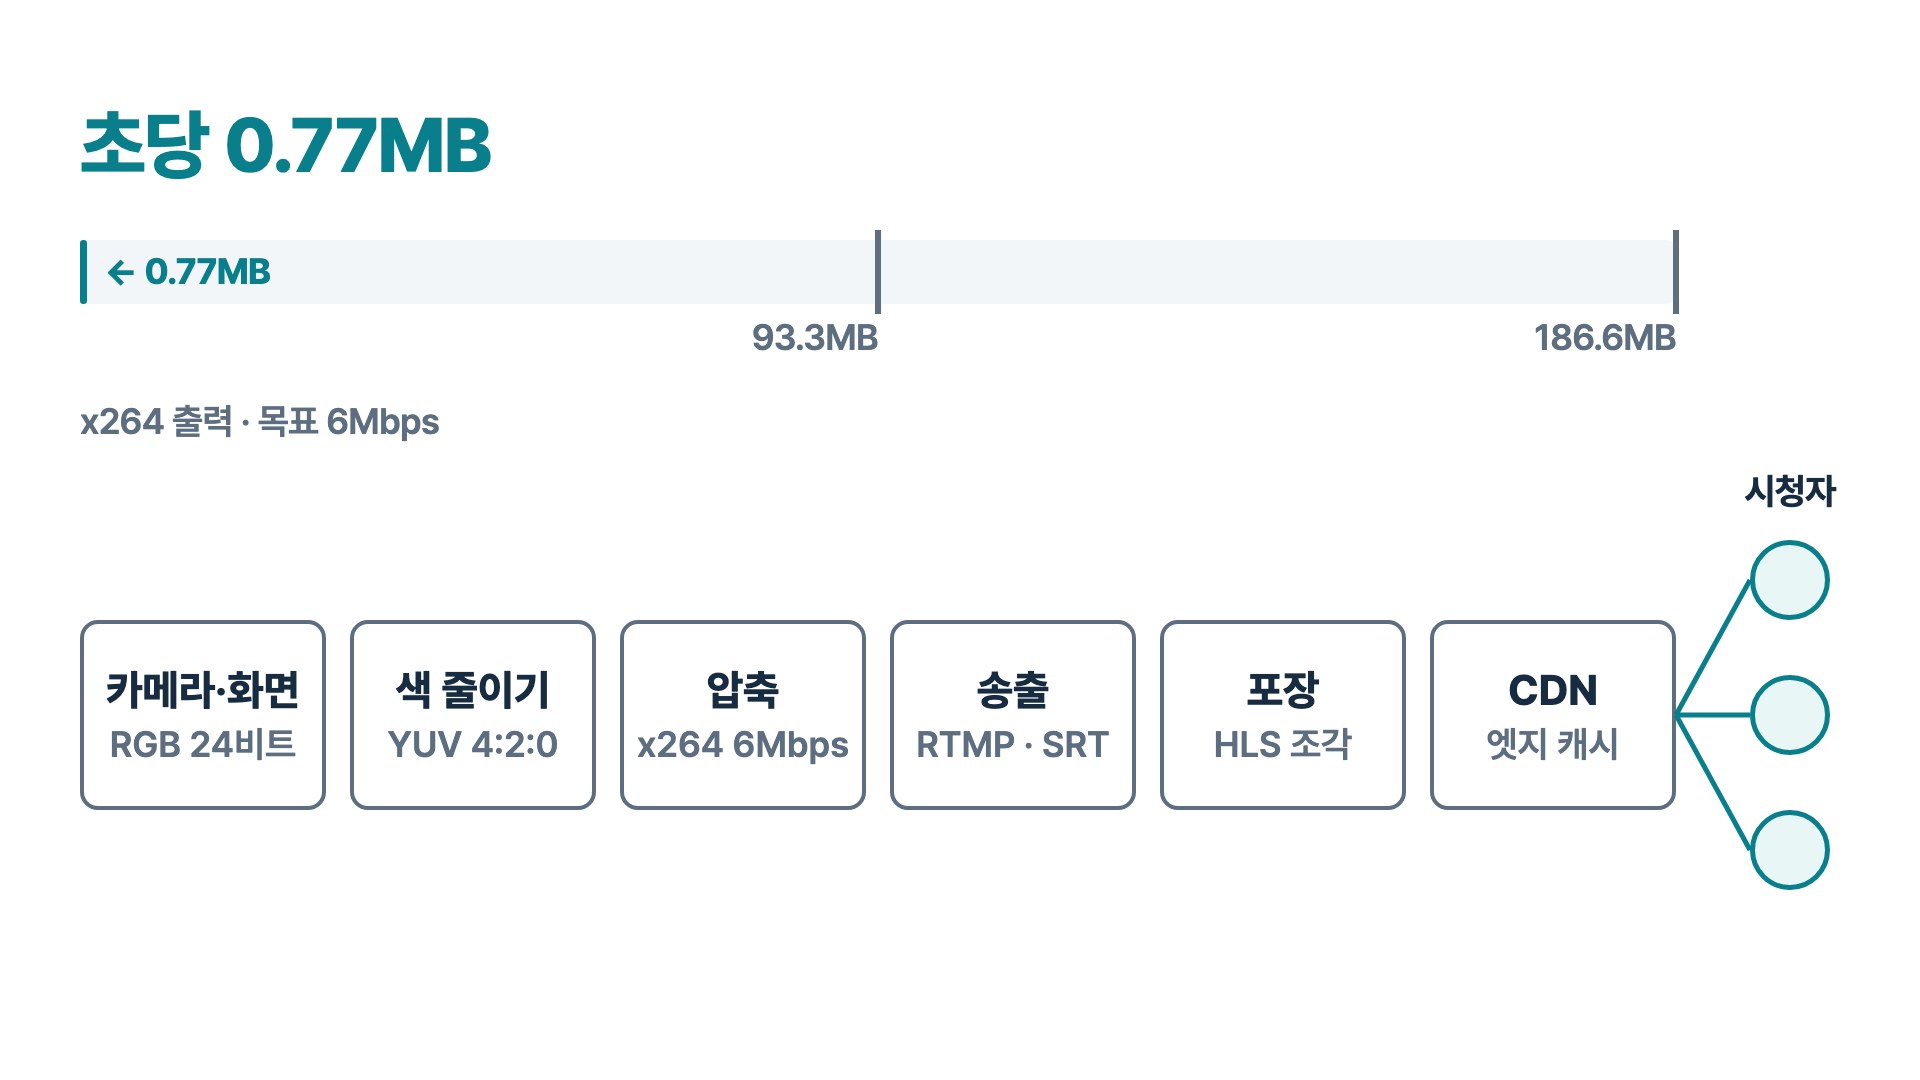 초당 0.77MB
← 0.77MB
93.3MB
186.6MB
x264 출력 · 목표 6Mbps
시청자
카메라·화면
RGB 24비트
색 줄이기
YUV 4:2:0
압축
x264 6Mbps
송출
RTMP · SRT
포장
HLS 조각
CDN
엣지 캐시